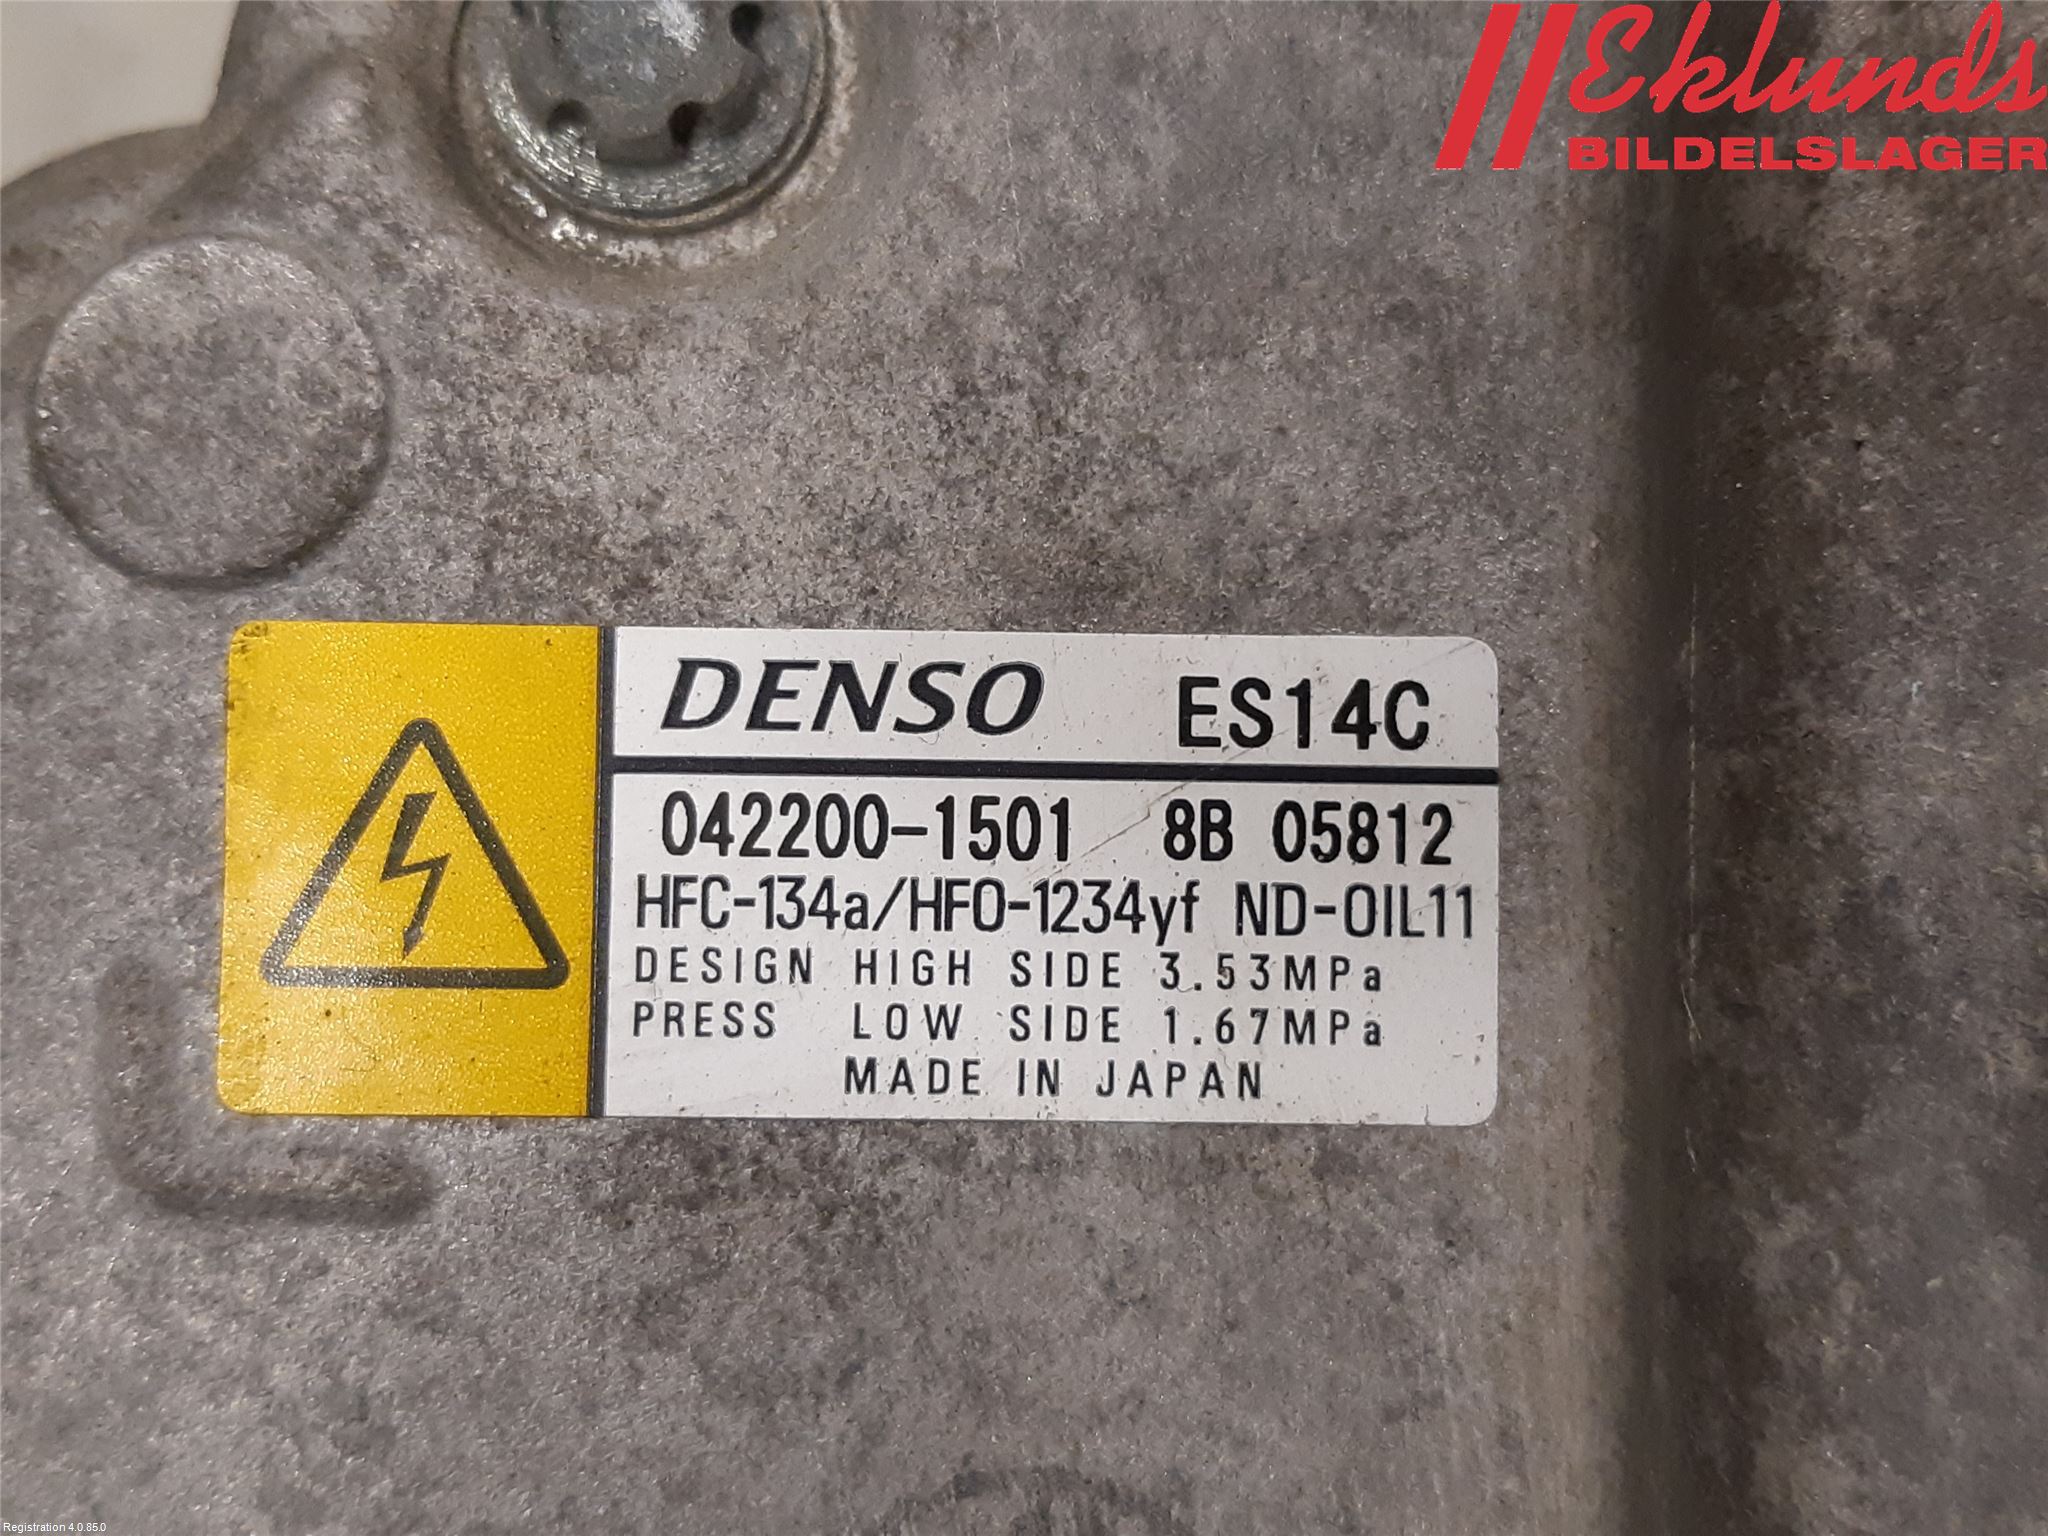 Eklunds
BILDELSLAGER
DENSO ES14C
042200-1501 8B 05812
HFC-134a/HFO-1234yf ND-OIL11
DESIGN HIGH SIDE 3.53MPa
PRESS LOW SIDE 1.67MPa
MADE IN JAPAN
Registration 4.0.85.0